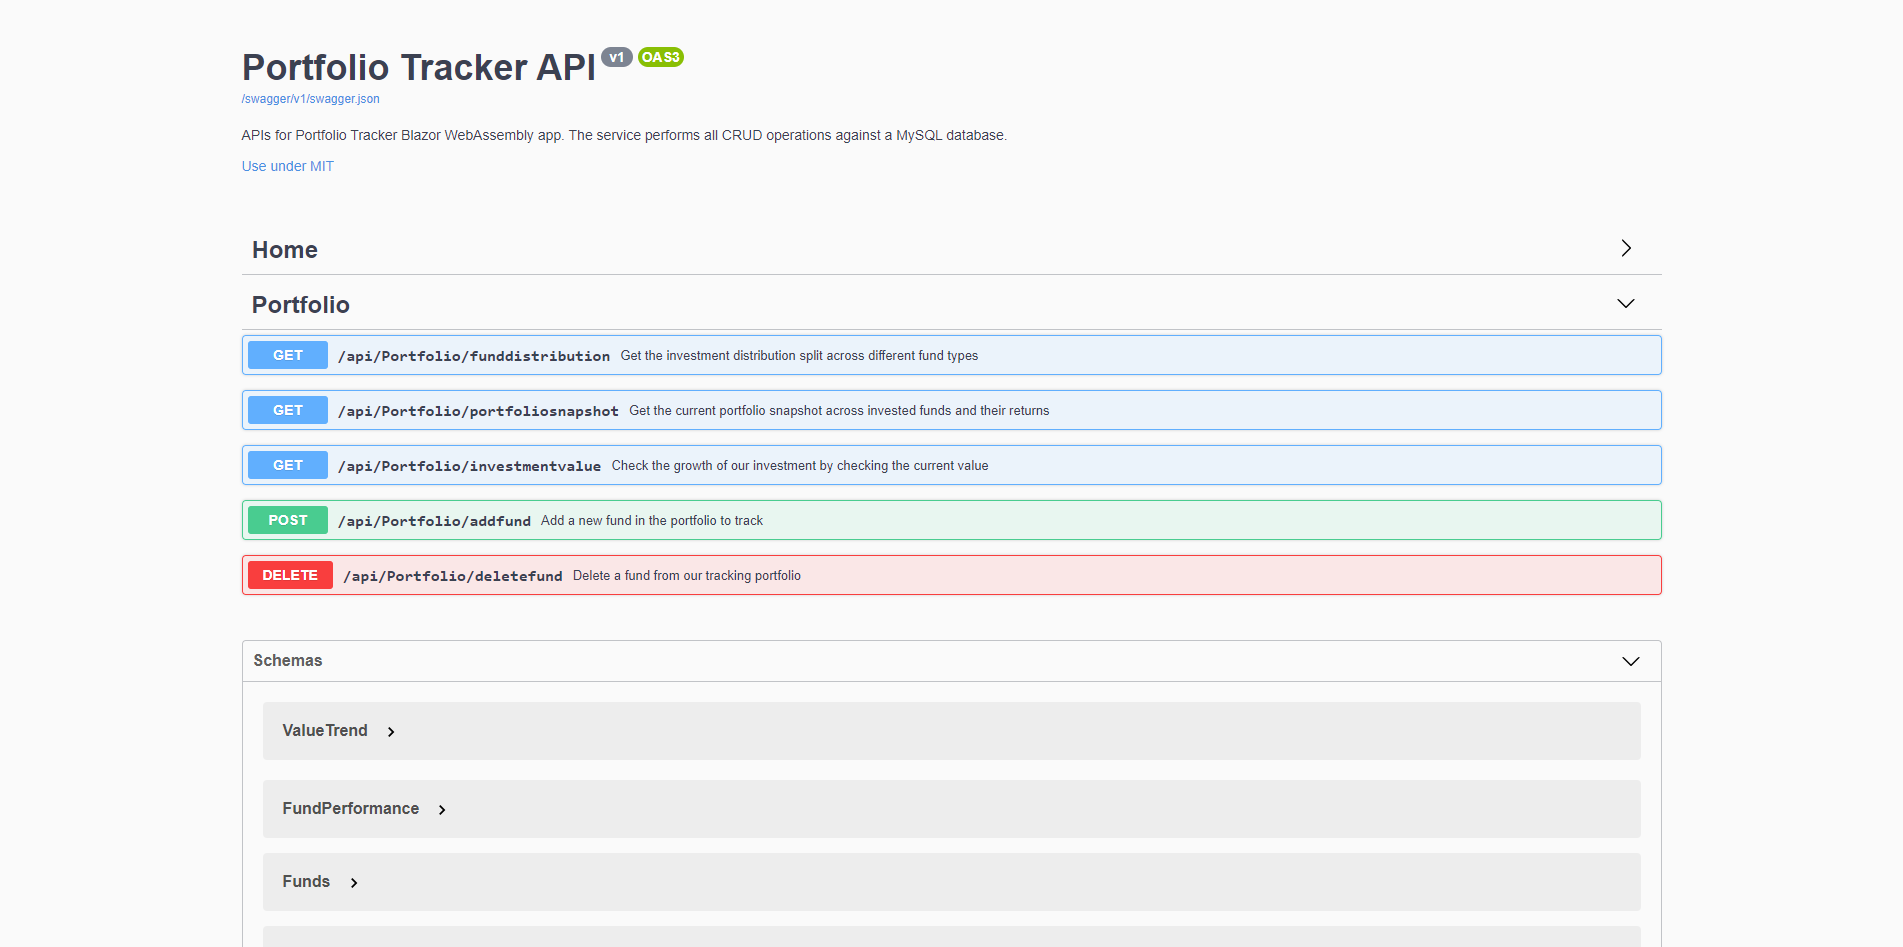 Portfolio Tracker API v1 OAS3
/swagger/v1/swagger.json
APIs for Portfolio Tracker Blazor WebAssembly app. The service performs all CRUD operations against a MySQL database.
Use under MIT
Home
Portfolio
GET /api/Portfolio/funddistribution Get the investment distribution split across different fund types
GET /api/Portfolio/portfoliosnapshot Get the current portfolio snapshot across invested funds and their returns
GET /api/Portfolio/investmentvalue Check the growth of our investment by checking the current value
POST /api/Portfolio/addfund Add a new fund in the portfolio to track
DELETE /api/Portfolio/deletefund Delete a fund from our tracking portfolio
Schemas
ValueTrend
FundPerformance
Funds